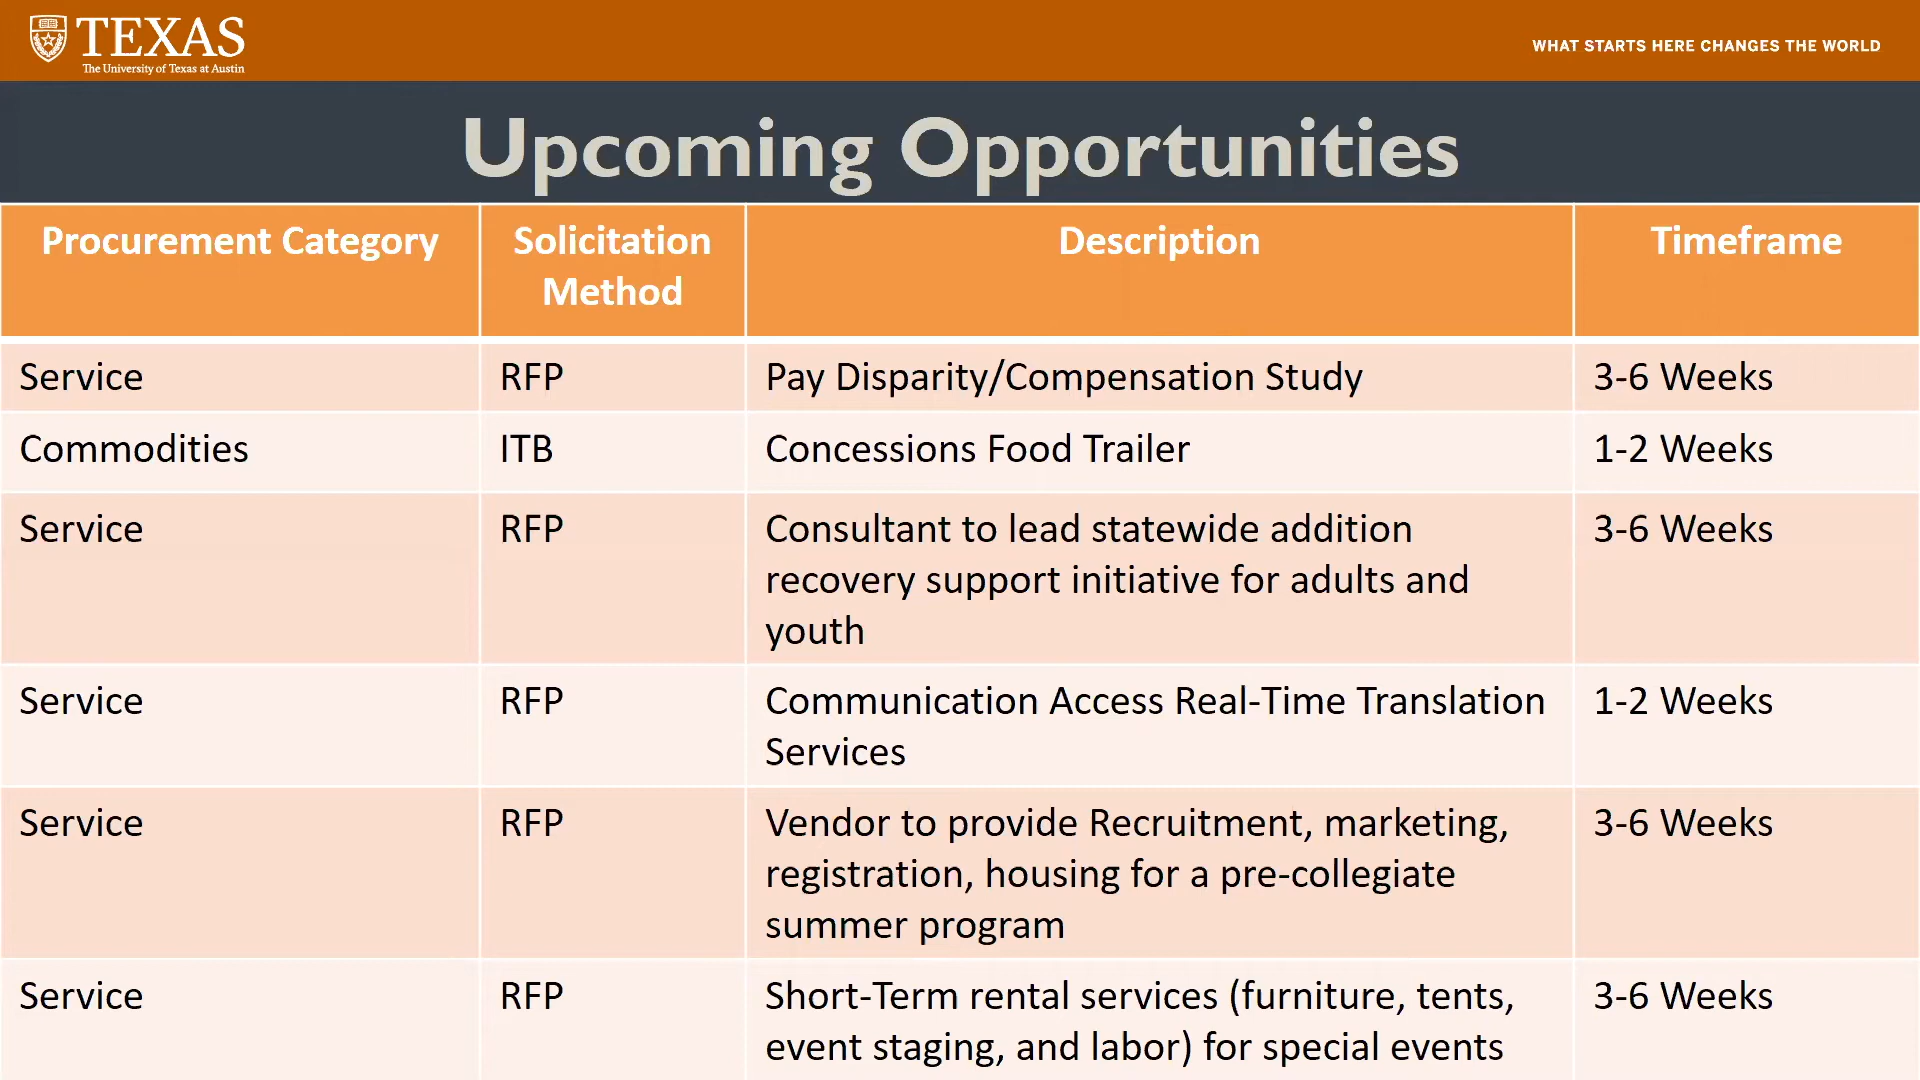 TEXAS
The University of Texas at Austin
WHAT STARTS HERE CHANGES THE WORLD
Upcoming Opportunities
Procurement Category
Solicitation
Method
Description
Timeframe
Service
RFP
Pay Disparity/Compensation Study
3-6 Weeks
Commodities
ITB
Concessions Food Trailer
1-2 Weeks
Service
RFP
Consultant to lead statewide addition
recovery support initiative for adults and
youth
3-6 Weeks
Service
RFP
Communication Access Real-Time Translation
Services
1-2 Weeks
Service
RFP
Vendor to provide Recruitment, marketing,
registration, housing for a pre-collegiate
summer program
3-6 Weeks
Service
RFP
Short-Term rental services (furniture, tents,
event staging, and labor) for special events
3-6 Weeks